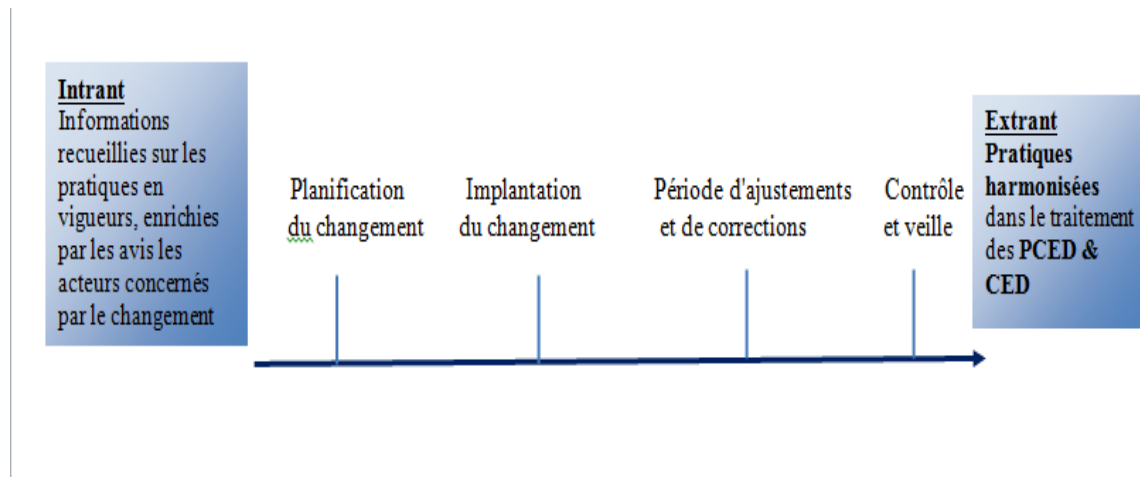 Intrant
Informations
recueillies sur les
pratiques en
vigueurs, enrichies
par les avis les
acteurs concernés
par le changement
Planification
du changement
Implantation
du changement
Période d'ajustements
et de corrections
Contrôle
et veille
Extrant
Pratiques
harmonisées
dans le traitement
des PCED &
CED